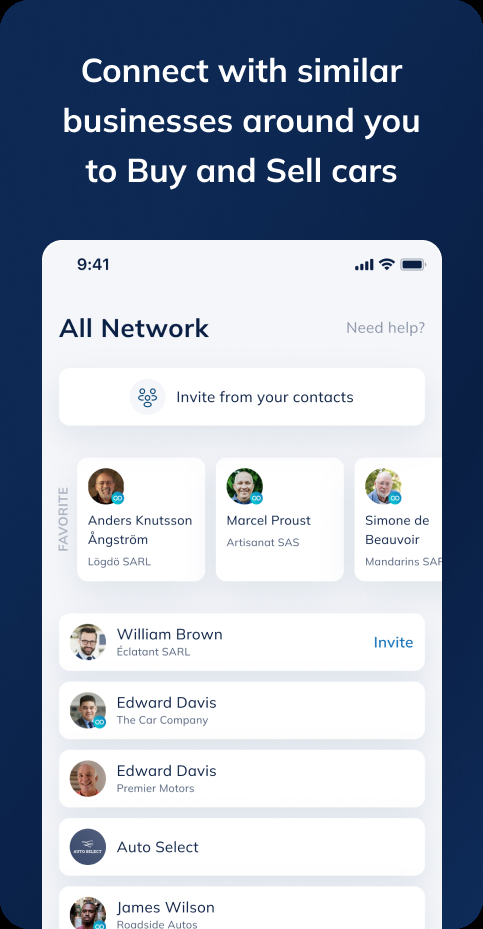 Connect with similar
businesses around you
to Buy and Sell cars
9:41
All Network
Need help?
Invite from your contacts
FAVORITE
Anders Knutsson
Ångström
Lögdö SARL
Marcel Proust
Artisanat SAS
Simone de
Beauvoir
Mandarins SAR
William Brown
Éclatant SARL
Invite
Edward Davis
The Car Company
Edward Davis
Premier Motors
AUTO SELECT
Auto Select
James Wilson
Roadside Autos